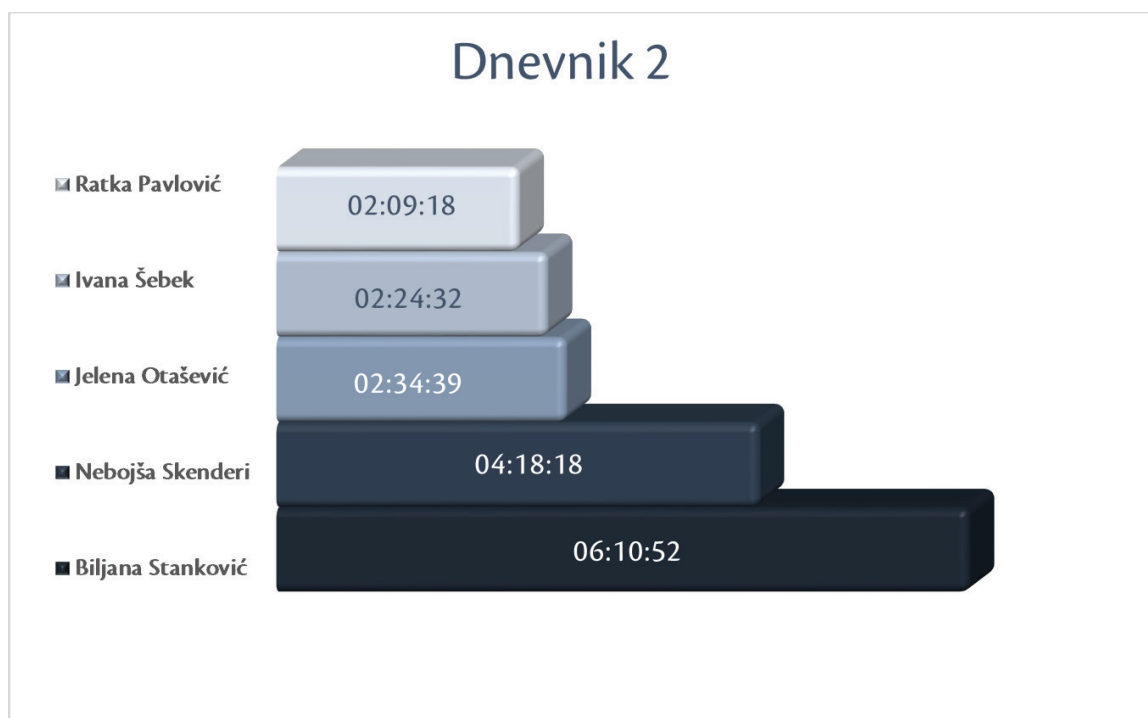 Dnevnik 2
Ratka Pavlović
02:09:18
Ivana Šebek
02:24:32
Jelena Otašević
02:34:39
Nebojša Skenderi
04:18:18
Biljana Stanković
06:10:52